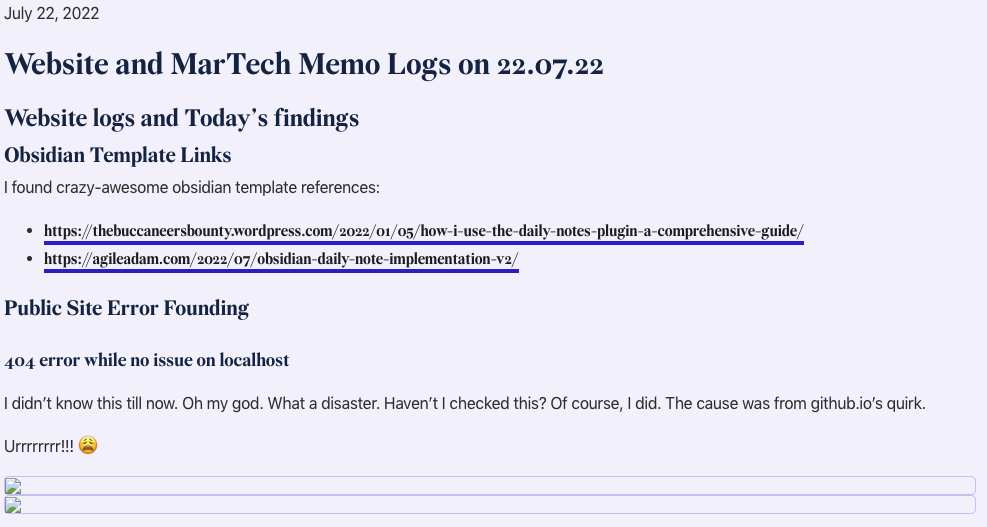 July 22, 2022
Website and MarTech Memo Logs on 22.07.22
Website logs and Today’s findings
Obsidian Template Links
I found crazy-awesome obsidian template references:
https://thebuccaneersbounty.wordpress.com/2022/01/05/how-i-use-the-daily-notes-plugin-a-comprehensive-guide/
https://agileadam.com/2022/07/obsidian-daily-note-implementation-v2/
Public Site Error Founding
404 error while no issue on localhost
I didn’t know this till now. Oh my god. What a disaster. Haven’t I checked this? Of course, I did. The cause was from github.io’s quirk.
Urrrrrrrr!!! 😩